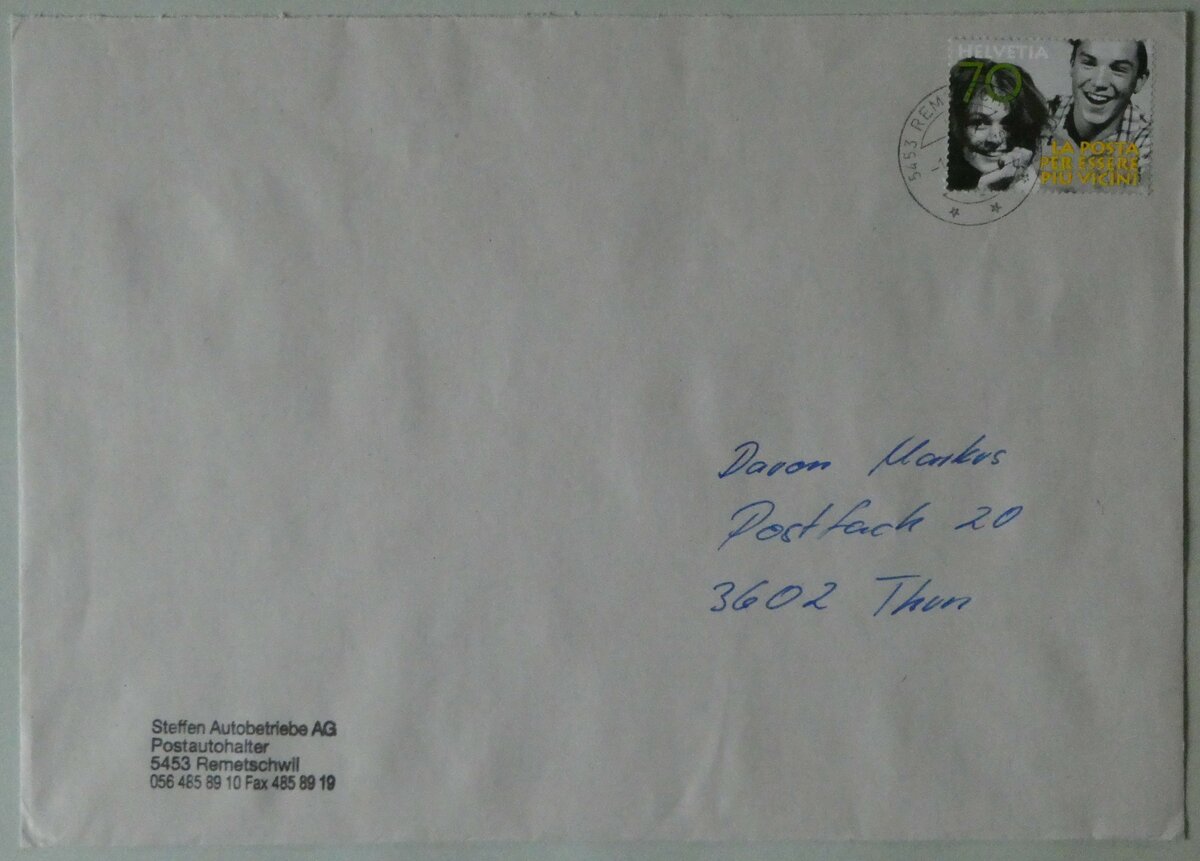 HELVETIA
70
LA POSTA
PER ESSERE
PIÙ VICINI
5453 REM
Davon Markus
Postfach 20
3602 Thun
Steffen Autobetriebe AG
Postautohalter
5453 Remetschwil
056 485 89 10 Fax 485 89 19